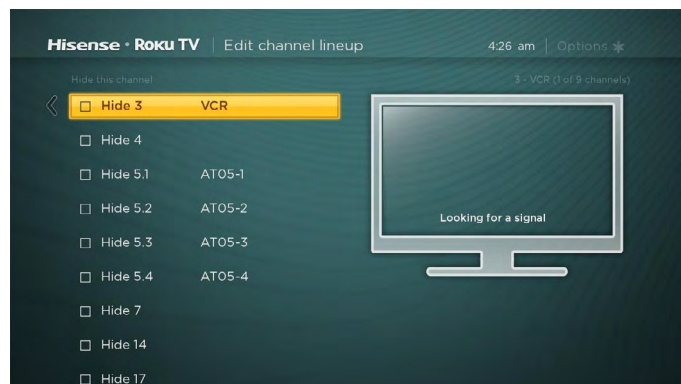 Hisense • Roku TV | Edit channel lineup 4:26 am | Options ✱
Hide this channel 3 - VCR (1 of 9 channels)
Hide 3 VCR
Hide 4
Hide 5.1 AT05-1
Hide 5.2 AT05-2
Looking for a signal
Hide 5.3 AT05-3
Hide 5.4 AT05-4
Hide 7
Hide 14
Hide 17